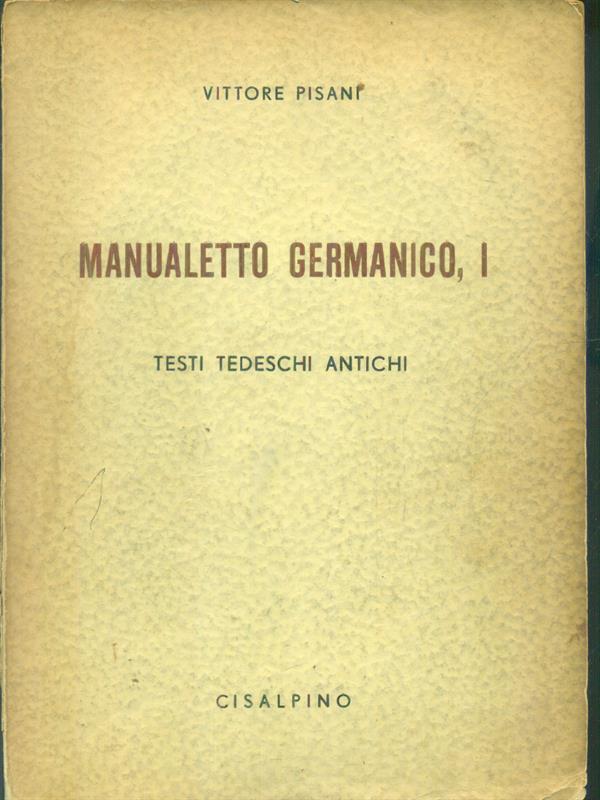 VITTORE PISANI
MANUALETTO GERMANICO, I
TESTI TEDESCHI ANTICHI
CISALPINO